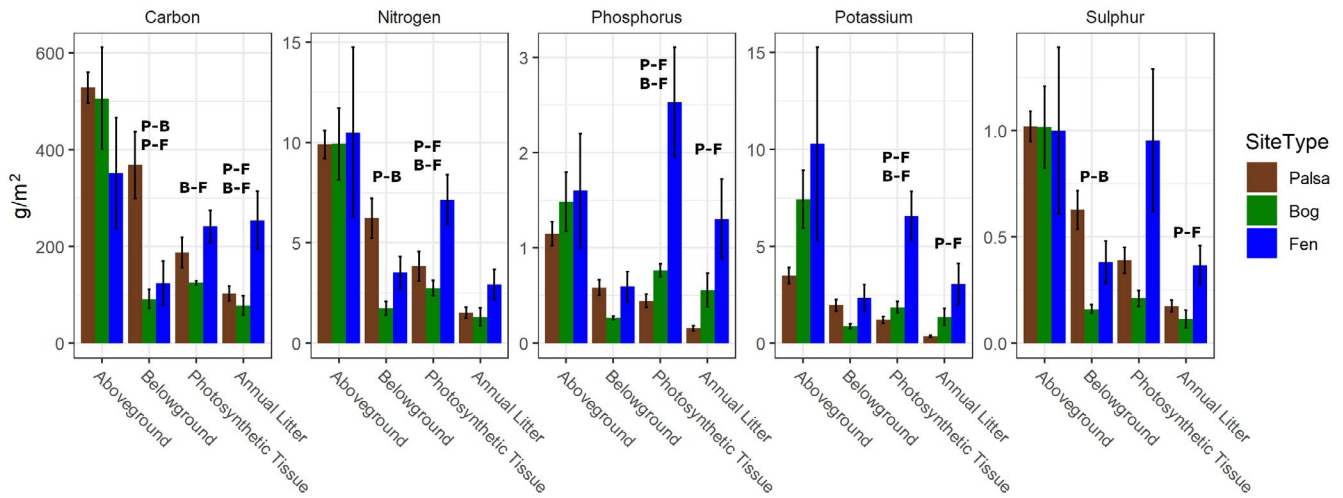 Carbon
Nitrogen
Phosphorus
Potassium
Sulphur
g/m²
600
400
200
0
P-B
P-F
B-F
P-F
B-F
15
10
5
0
P-B
P-F
B-F
3
2
1
0
P-F
B-F
P-F
15
10
5
0
P-F
B-F
P-F
1.0
0.5
0.0
P-B
P-F
Aboveground
Belowground
Photosynthetic Tissue
Annual Litter
Aboveground
Belowground
Photosynthetic Tissue
Annual Litter
Aboveground
Belowground
Photosynthetic Tissue
Annual Litter
Aboveground
Belowground
Photosynthetic Tissue
Annual Litter
Aboveground
Belowground
Photosynthetic Tissue
Annual Litter
SiteType
Palsa
Bog
Fen